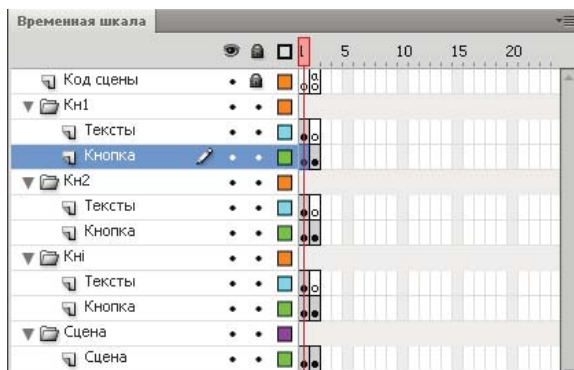 Временная шкала
1 5 10 15 20
Код сцены
Кн1
Тексты
Кнопка
Кн2
Тексты
Кнопка
Кнi
Тексты
Кнопка
Сцена
Сцена